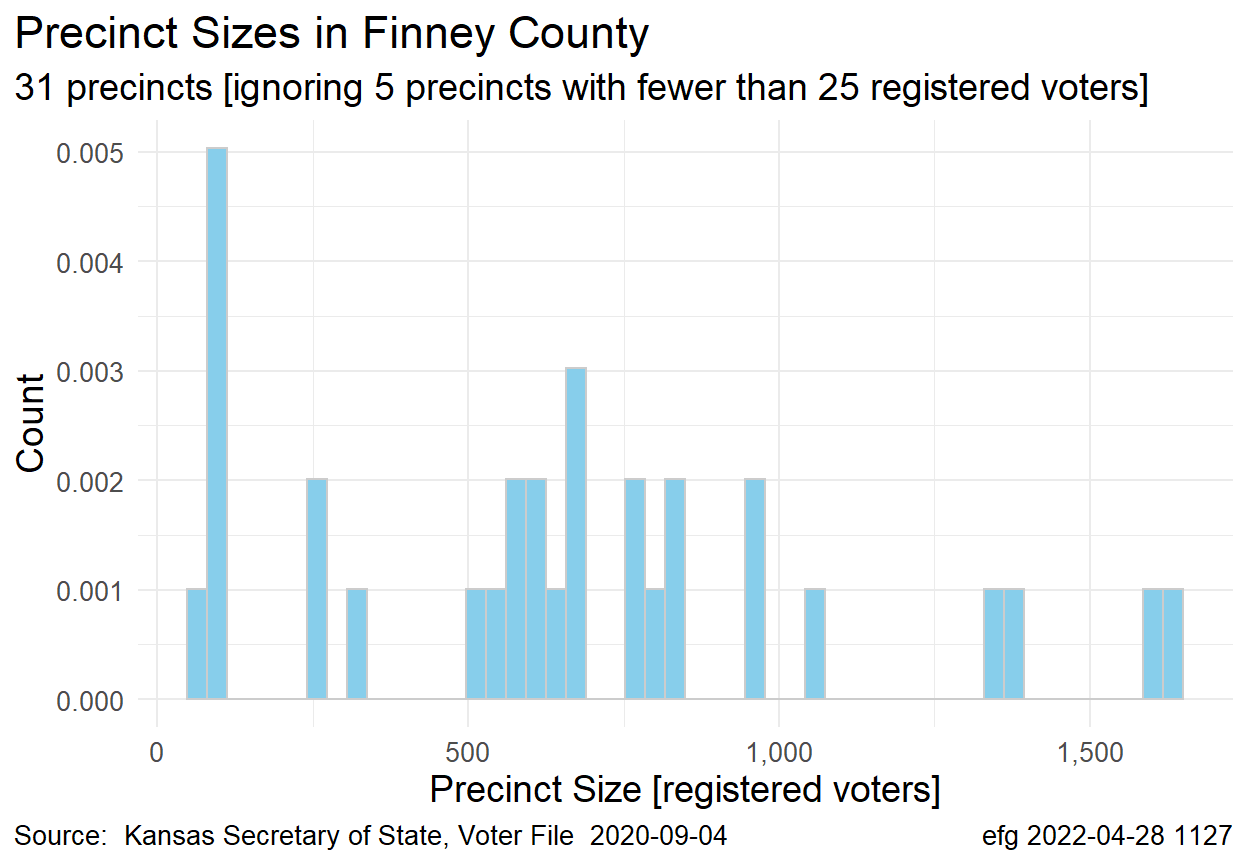 Precinct Sizes in Finney County
31 precincts [ignoring 5 precincts with fewer than 25 registered voters]
0.005
0.004
0.003
0.002
0.001
0.000
Count
0 500 1,000 1,500
Precinct Size [registered voters]
Source:  Kansas Secretary of State, Voter File  2020-09-04 efg 2022-04-28 1127